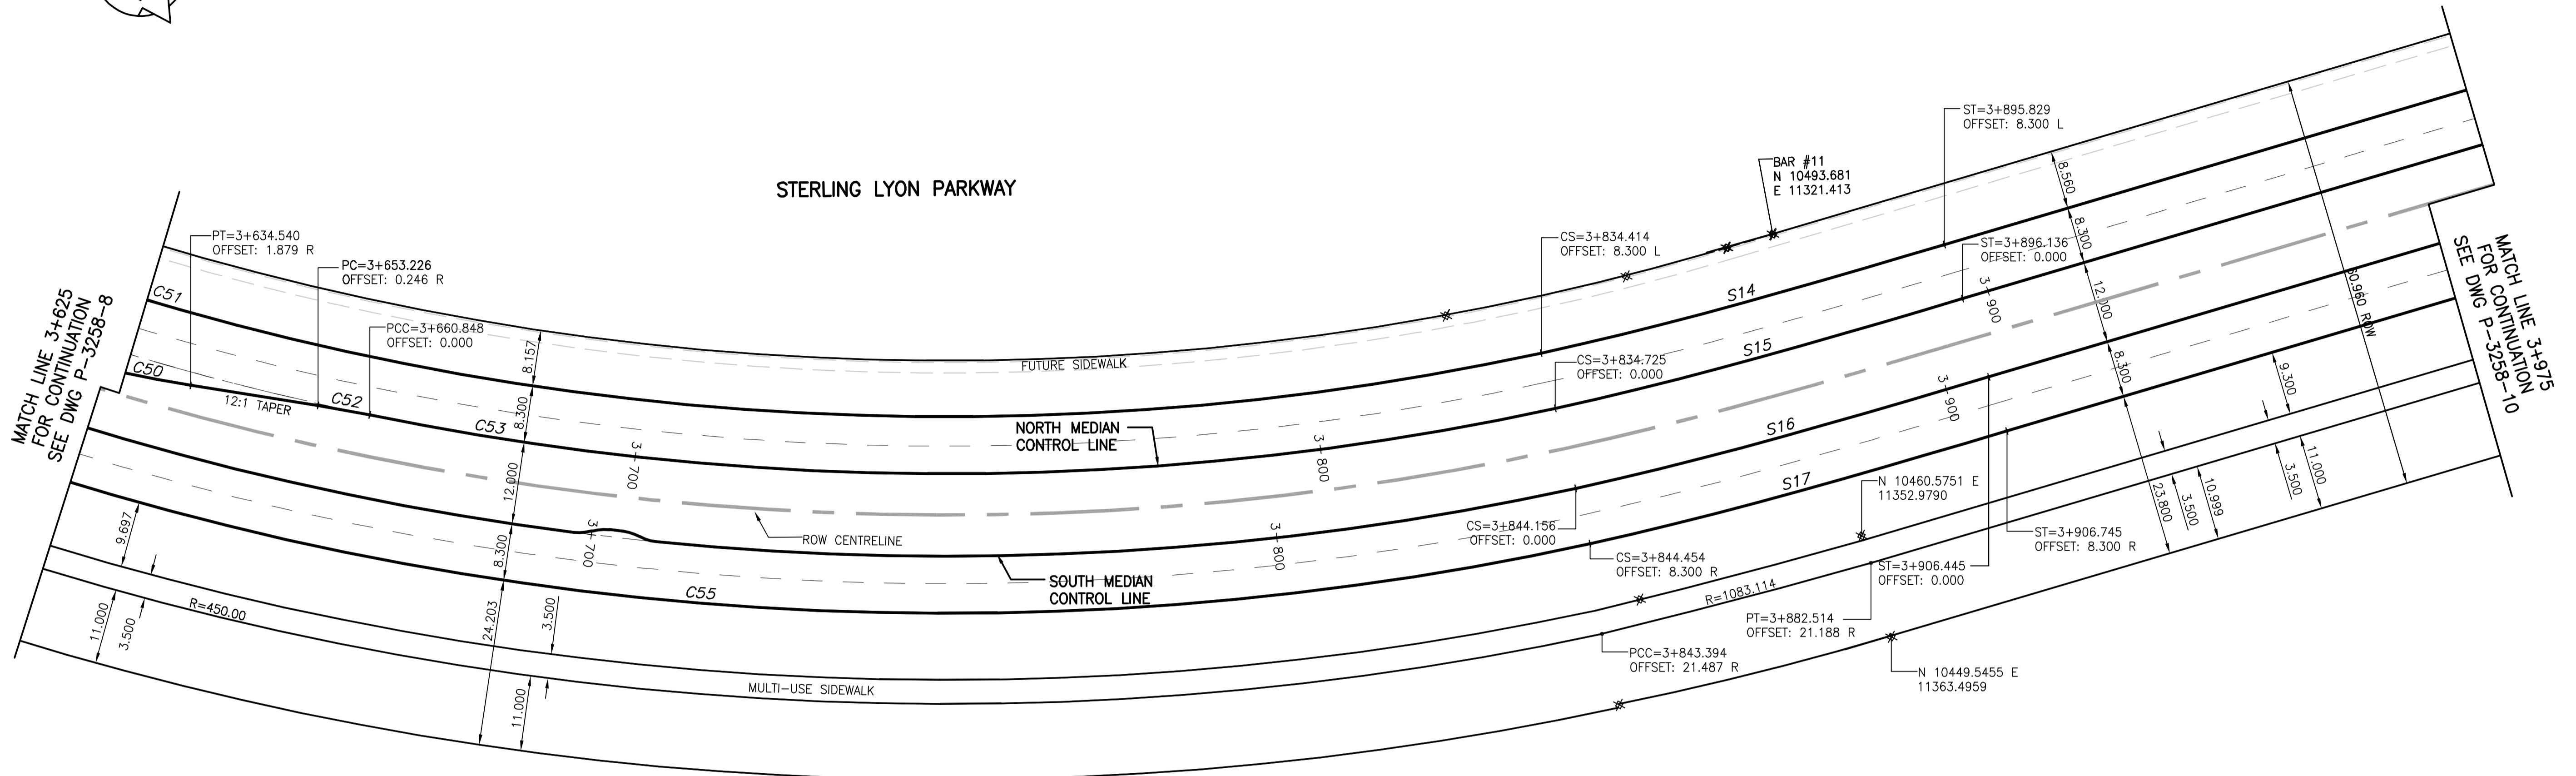 STERLING LYON PARKWAY
MATCH LINE 3+625
FOR CONTINUATION
SEE DWG P-3258-8
PT=3+634.540
OFFSET: 1.879 R
PC=3+653.226
OFFSET: 0.246 R
PCC=3+660.848
OFFSET: 0.000
C51
C50
12:1 TAPER
C52
C53
8.157
8.300
12.000
8.300
24.203
9.697
11.000
3.500
R=450.00
3.500
11.000
3+700
3+700
C55
ROW CENTRELINE
MULTI-USE SIDEWALK
FUTURE SIDEWALK
NORTH MEDIAN
CONTROL LINE
SOUTH MEDIAN
CONTROL LINE
3+800
3+800
CS=3+834.414
OFFSET: 8.300 L
CS=3+834.725
OFFSET: 0.000
CS=3+844.156
OFFSET: 0.000
CS=3+844.454
OFFSET: 8.300 R
PCC=3+843.394
OFFSET: 21.487 R
R=1083.114
PT=3+882.514
OFFSET: 21.188 R
BAR #11
N 10493.681
E 11321.413
S14
S15
S16
S17
ST=3+895.829
OFFSET: 8.300 L
ST=3+896.136
OFFSET: 0.000
3+900
3+900
N 10460.5751 E
11352.9790
ST=3+906.445
OFFSET: 0.000
ST=3+906.745
OFFSET: 8.300 R
N 10449.5455 E
11363.4959
8.560
8.300
12.000
8.300
23.800
3.500
10.999
9.300
3.500
11.000
60.960 ROW
MATCH LINE 3+975
FOR CONTINUATION
SEE DWG P-3258-10